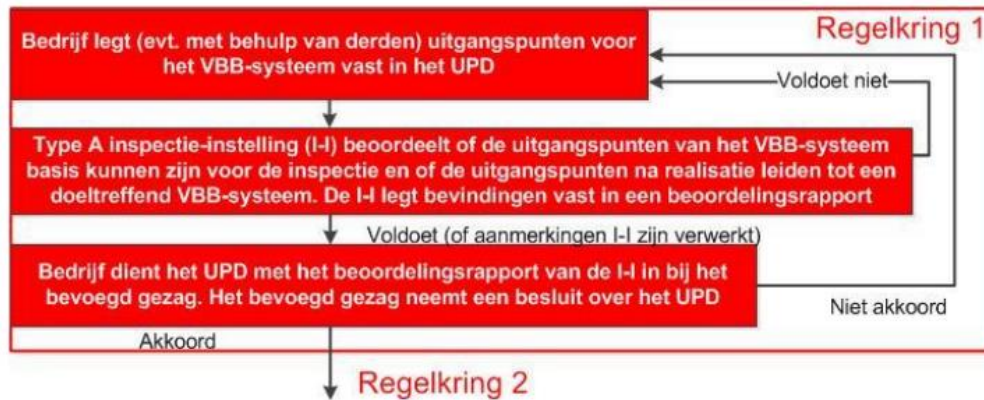 Regelkring 1
Bedrijf legt (evt. met behulp van derden) uitgangspunten voor
het VBB-systeem vast in het UPD
Voldoet niet
Type A inspectie-instelling (I-I) beoordeelt of de uitgangspunten van het VBB-systeem
basis kunnen zijn voor de inspectie en of de uitgangspunten na realisatie leiden tot een
doeltreffend VBB-systeem. De I-I legt bevindingen vast in een beoordelingsrapport
Voldoet (of aanmerkingen I-I zijn verwerkt)
Bedrijf dient het UPD met het beoordelingsrapport van de I-I in bij het
bevoegd gezag. Het bevoegd gezag neemt een besluit over het UPD
Niet akkoord
Akkoord
Regelkring 2